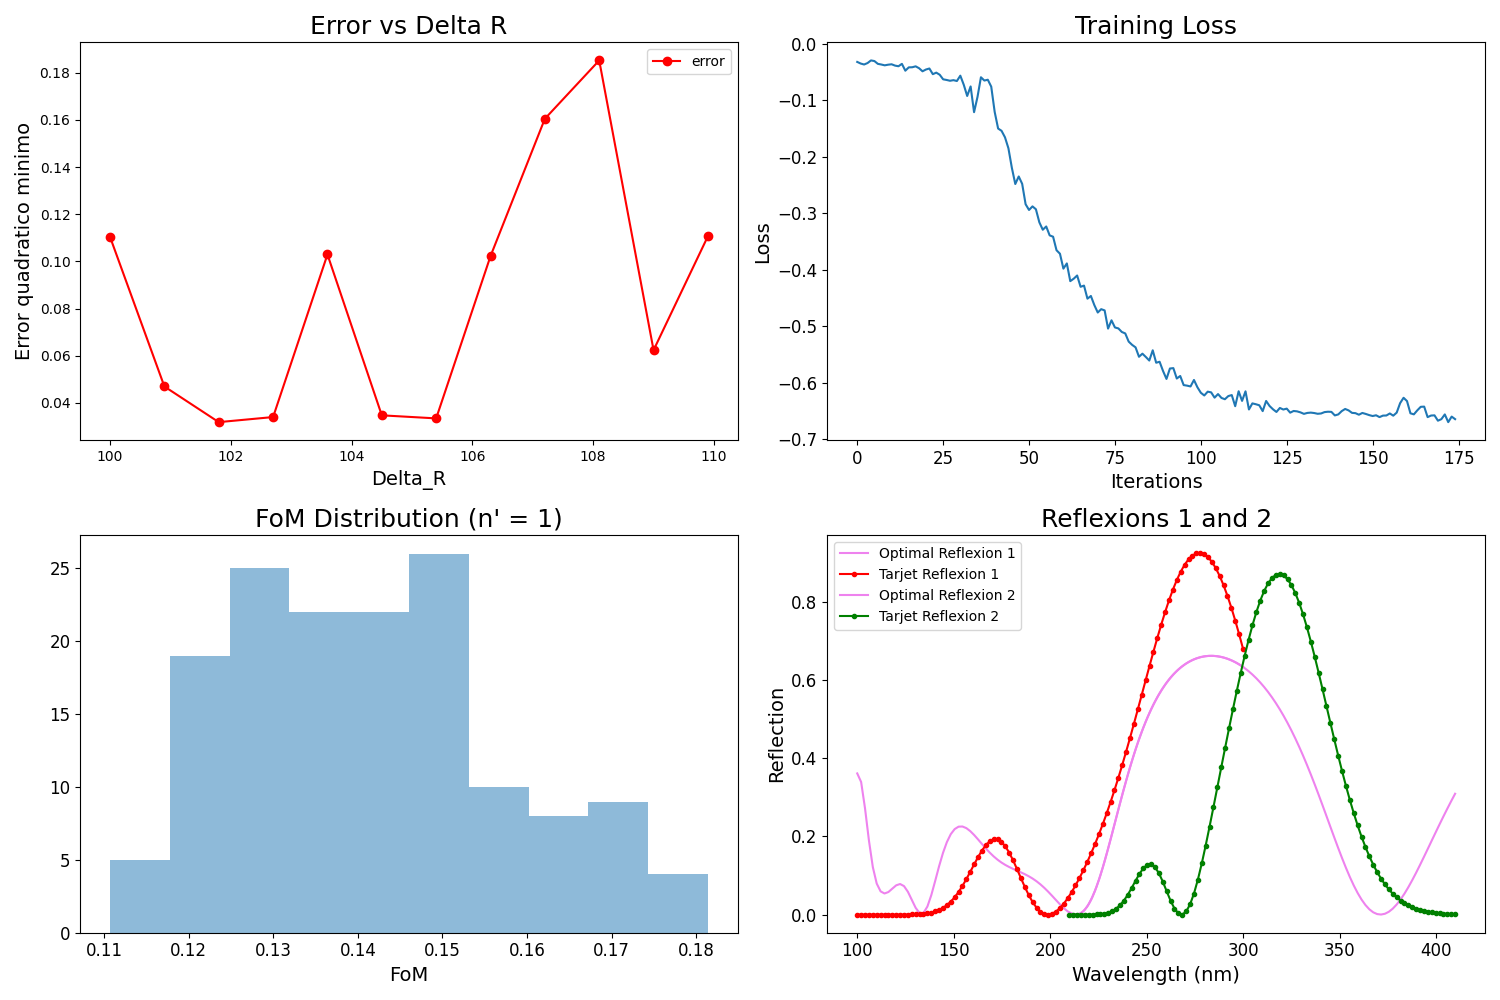 Error vs Delta R
error
Error quadratico minimo
0.18
0.16
0.14
0.12
0.10
0.08
0.06
0.04
100 102 104 106 108 110
Delta_R
Training Loss
Loss
0.0
−0.1
−0.2
−0.3
−0.4
−0.5
−0.6
−0.7
0 25 50 75 100 125 150 175
Iterations
FoM Distribution (n' = 1)
25
20
15
10
5
0
0.11 0.12 0.13 0.14 0.15 0.16 0.17 0.18
FoM
Reflexions 1 and 2
Optimal Reflexion 1
Tarjet Reflexion 1
Optimal Reflexion 2
Tarjet Reflexion 2
Reflection
0.8
0.6
0.4
0.2
0.0
100 150 200 250 300 350 400
Wavelength (nm)